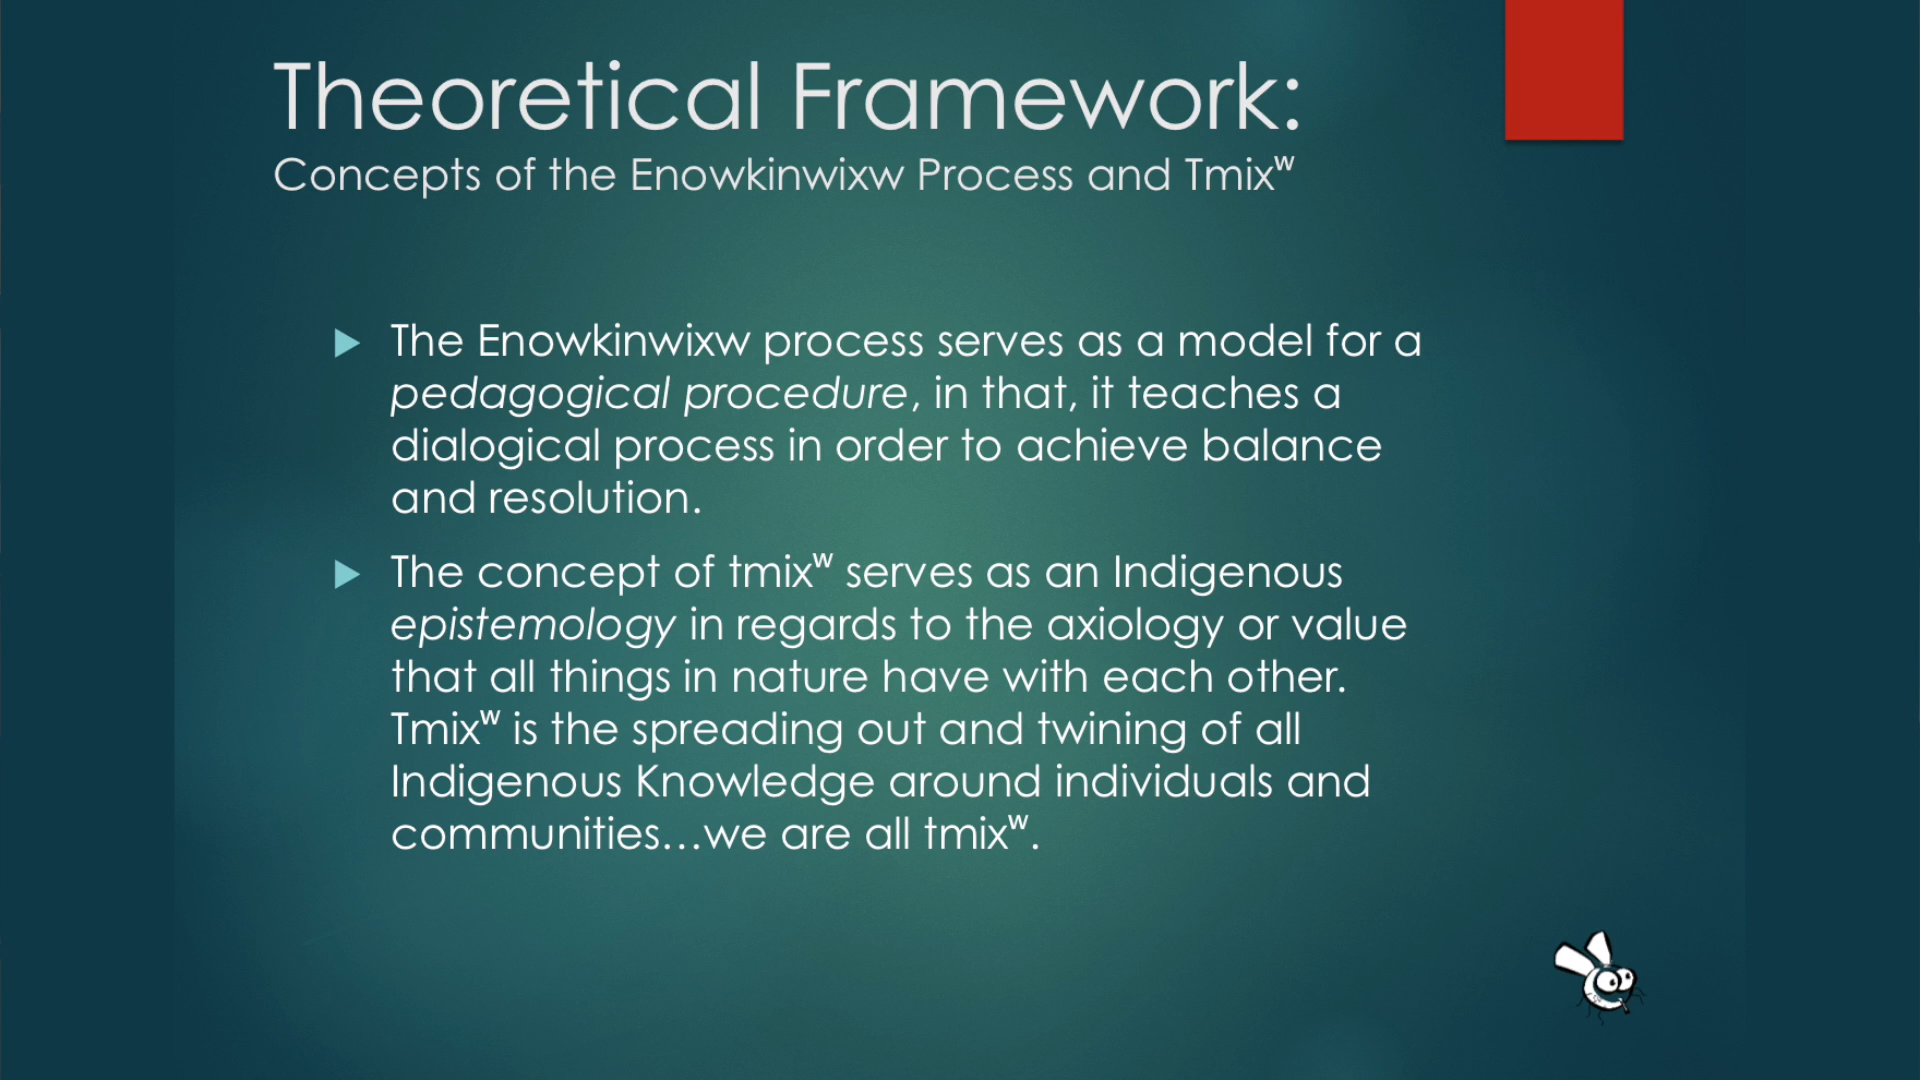 Theoretical Framework:
Concepts of the Enowkinwixw Process and Tmixʷ
The Enowkinwixw process serves as a model for a
pedagogical procedure, in that, it teaches a
dialogical process in order to achieve balance
and resolution.
The concept of tmixʷ serves as an Indigenous
epistemology in regards to the axiology or value
that all things in nature have with each other.
Tmixʷ is the spreading out and twining of all
Indigenous Knowledge around individuals and
communities…we are all tmixʷ.